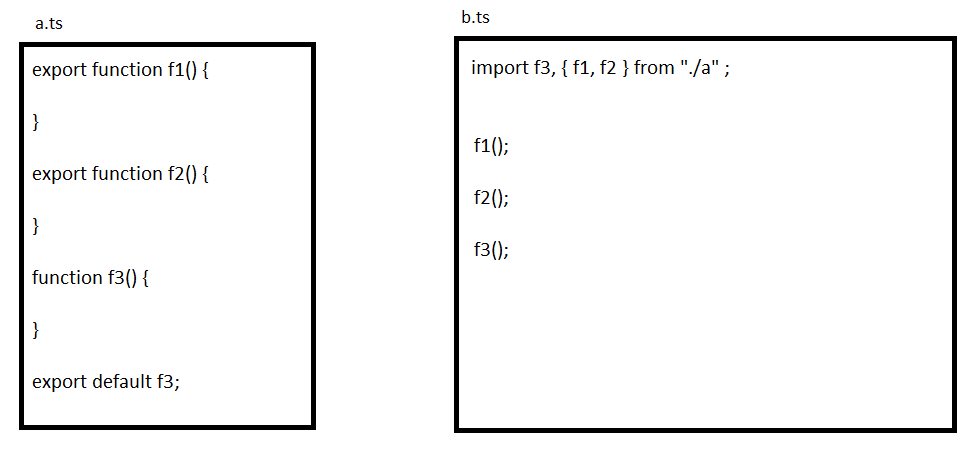 a.ts
export function f1() {
}
export function f2() {
}
function f3() {
}
export default f3;
b.ts
import f3, { f1, f2 } from "./a" ;
f1();
f2();
f3();